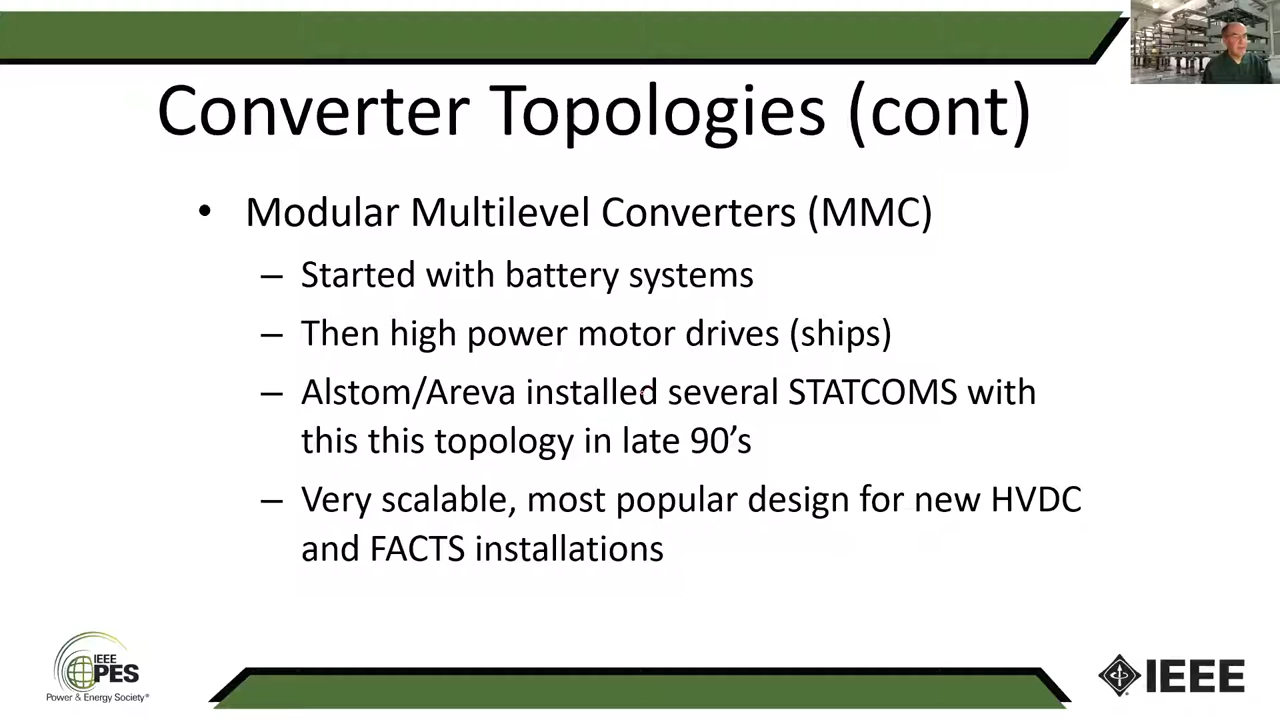 Converter Topologies (cont)
• Modular Multilevel Converters (MMC)
– Started with battery systems
– Then high power motor drives (ships)
– Alstom/Areva installed several STATCOMS with
this this topology in late 90’s
– Very scalable, most popular design for new HVDC
and FACTS installations
IEEE
PES
Power & Energy Society®
IEEE